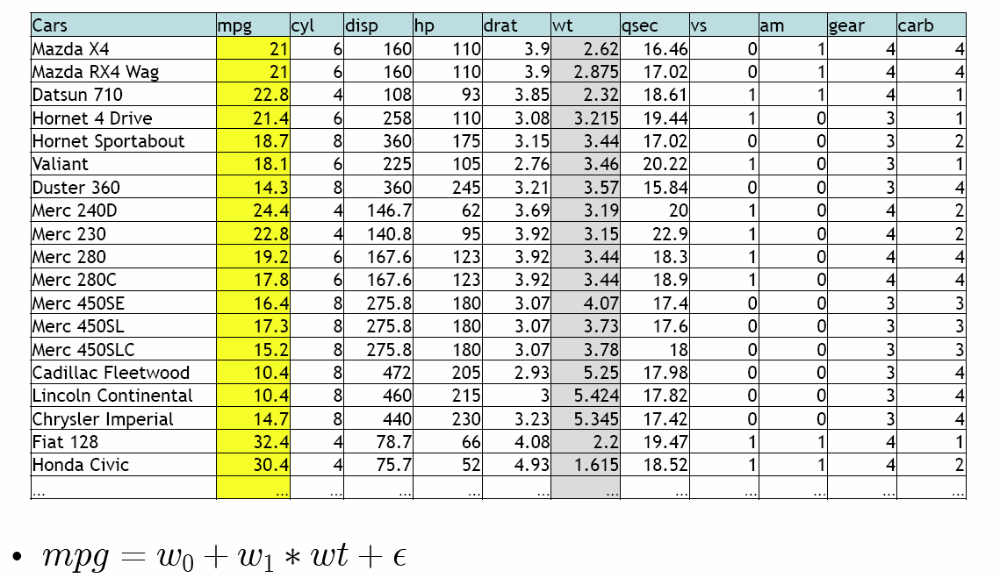 Cars mpg cyl disp hp drat wt qsec vs am gear carb
Mazda X4 21 6 160 110 3.9 2.62 16.46 0 1 4 4
Mazda RX4 Wag 21 6 160 110 3.9 2.875 17.02 0 1 4 4
Datsun 710 22.8 4 108 93 3.85 2.32 18.61 1 1 4 1
Hornet 4 Drive 21.4 6 258 110 3.08 3.215 19.44 1 0 3 1
Hornet Sportabout 18.7 8 360 175 3.15 3.44 17.02 0 0 3 2
Valiant 18.1 6 225 105 2.76 3.46 20.22 1 0 3 1
Duster 360 14.3 8 360 245 3.21 3.57 15.84 0 0 3 4
Merc 240D 24.4 4 146.7 62 3.69 3.19 20 1 0 4 2
Merc 230 22.8 4 140.8 95 3.92 3.15 22.9 1 0 4 2
Merc 280 19.2 6 167.6 123 3.92 3.44 18.3 1 0 4 4
Merc 280C 17.8 6 167.6 123 3.92 3.44 18.9 1 0 4 4
Merc 450SE 16.4 8 275.8 180 3.07 4.07 17.4 0 0 3 3
Merc 450SL 17.3 8 275.8 180 3.07 3.73 17.6 0 0 3 3
Merc 450SLC 15.2 8 275.8 180 3.07 3.78 18 0 0 3 3
Cadillac Fleetwood 10.4 8 472 205 2.93 5.25 17.98 0 0 3 4
Lincoln Continental 10.4 8 460 215 3 5.424 17.82 0 0 3 4
Chrysler Imperial 14.7 8 440 230 3.23 5.345 17.42 0 0 3 4
Fiat 128 32.4 4 78.7 66 4.08 2.2 19.47 1 1 4 1
Honda Civic 30.4 4 75.7 52 4.93 1.615 18.52 1 1 4 2
... ... ... ... ... ... ... ... ... ... ... ...
• mpg = w₀ + w₁ * wt + ϵ